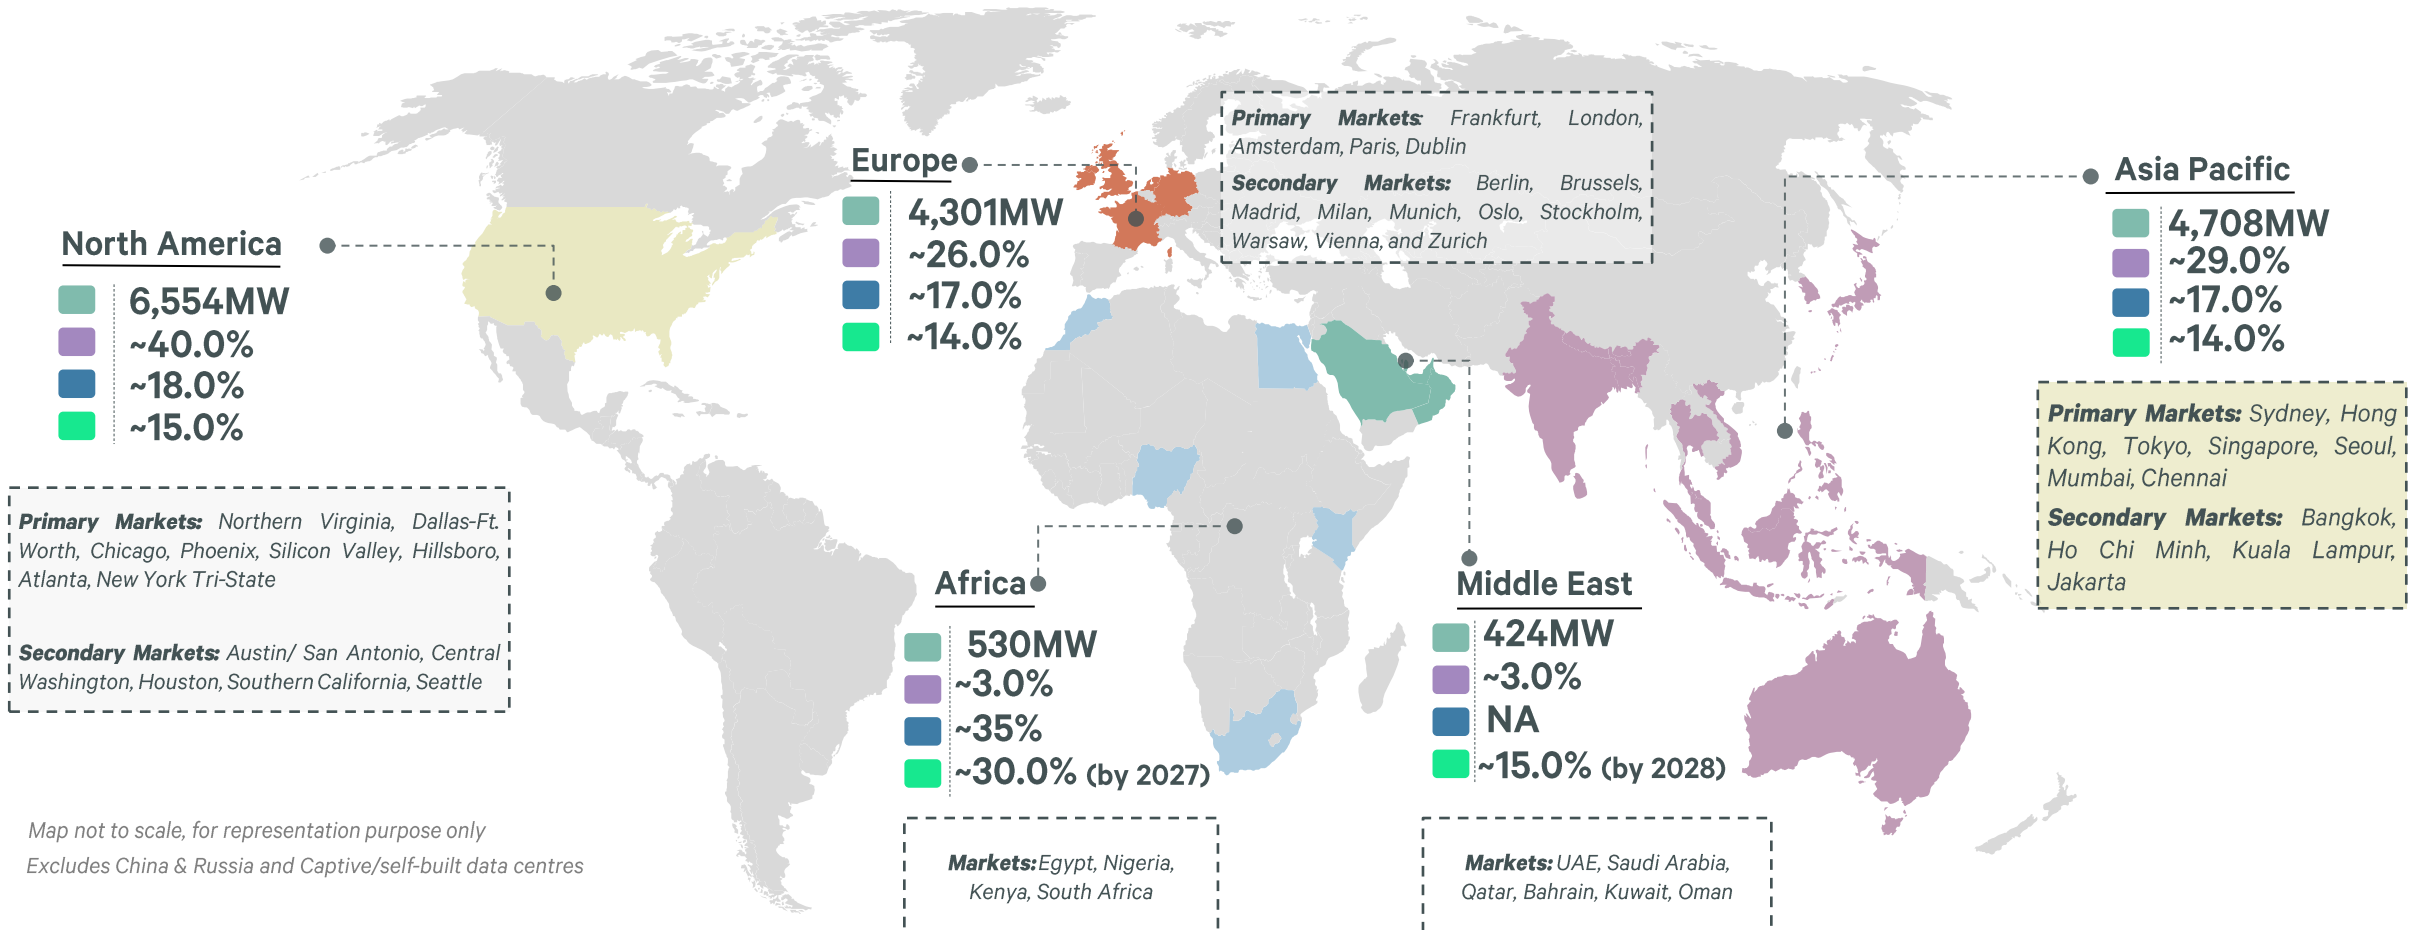 North America
6,554MW
~40.0%
~18.0%
~15.0%
Primary Markets: Northern Virginia, Dallas-Ft.
Worth, Chicago, Phoenix, Silicon Valley, Hillsboro,
Atlanta, New York Tri-State
Secondary Markets: Austin/ San Antonio, Central
Washington, Houston, Southern California, Seattle
Europe
4,301MW
~26.0%
~17.0%
~14.0%
Primary Markets: Frankfurt, London,
Amsterdam, Paris, Dublin
Secondary Markets: Berlin, Brussels,
Madrid, Milan, Munich, Oslo, Stockholm,
Warsaw, Vienna, and Zurich
Asia Pacific
4,708MW
~29.0%
~17.0%
~14.0%
Primary Markets: Sydney, Hong
Kong, Tokyo, Singapore, Seoul,
Mumbai, Chennai
Secondary Markets: Bangkok,
Ho Chi Minh, Kuala Lampur,
Jakarta
Africa
530MW
~3.0%
~35%
~30.0% (by 2027)
Markets: Egypt, Nigeria,
Kenya, South Africa
Middle East
424MW
~3.0%
NA
~15.0% (by 2028)
Markets: UAE, Saudi Arabia,
Qatar, Bahrain, Kuwait, Oman
Map not to scale, for representation purpose only
Excludes China & Russia and Captive/self-built data centres